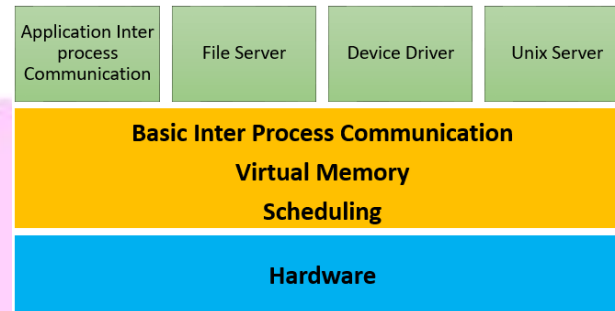 Application Inter
process
Communication
File Server
Device Driver
Unix Server
Basic Inter Process Communication
Virtual Memory
Scheduling
Hardware